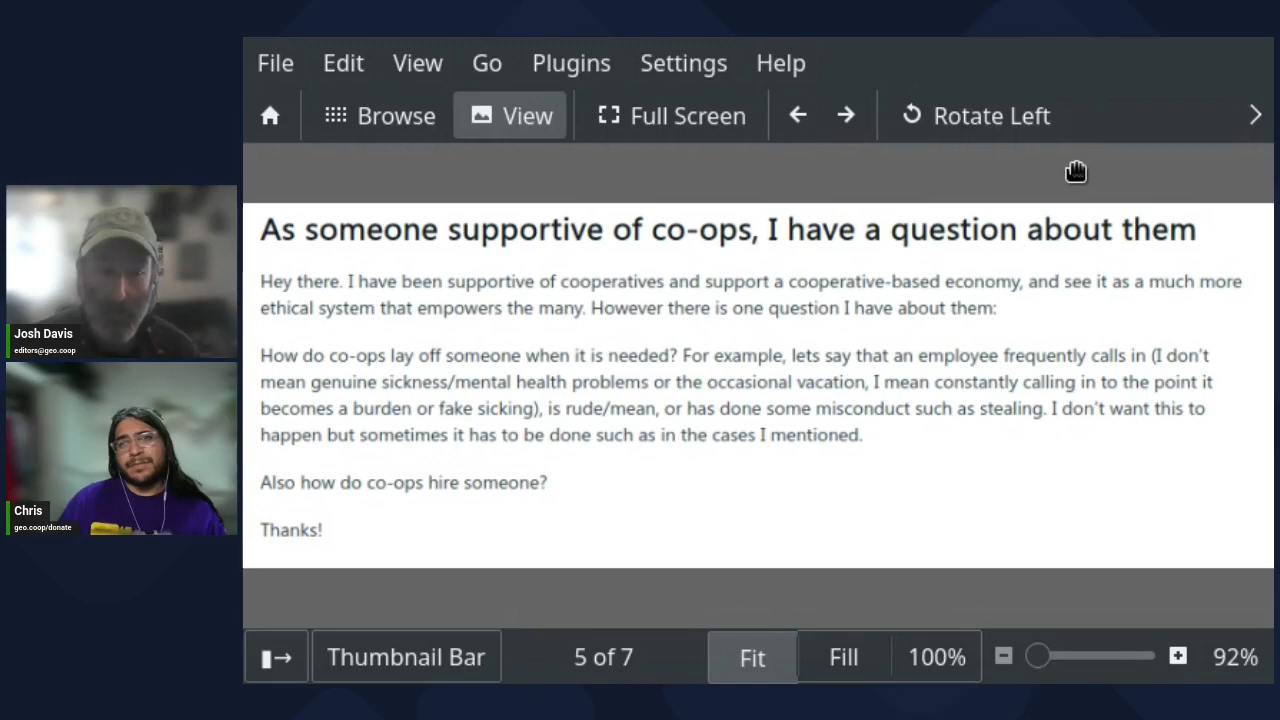 File Edit View Go Plugins Settings Help
Browse View Full Screen Rotate Left
As someone supportive of co-ops, I have a question about them
Hey there. I have been supportive of cooperatives and support a cooperative-based economy, and see it as a much more
ethical system that empowers the many. However there is one question I have about them:
How do co-ops lay off someone when it is needed? For example, lets say that an employee frequently calls in (I don't
mean genuine sickness/mental health problems or the occasional vacation, I mean constantly calling in to the point it
becomes a burden or fake sicking), is rude/mean, or has done some misconduct such as stealing. I don't want this to
happen but sometimes it has to be done such as in the cases I mentioned.
Also how do co-ops hire someone?
Thanks!
Thumbnail Bar 5 of 7 Fit Fill 100% 92%
Josh Davis
editors@geo.coop
Chris
geo.coop/donate